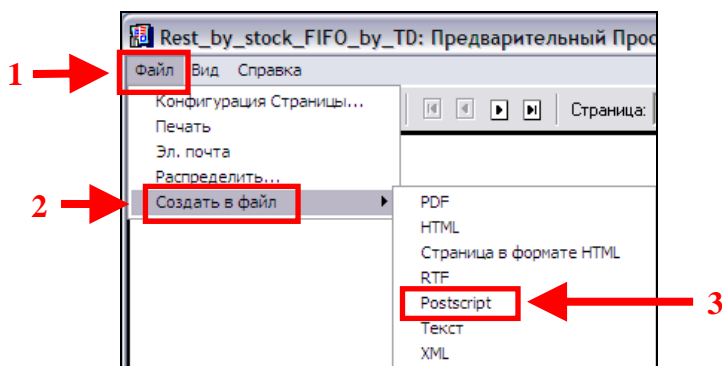 Rest_by_stock_FIFO_by_TD: Предварительный Прос
1
Файл Вид Справка
Конфигурация Страницы...
Страница:
Печать
Эл. почта
Распределить...
2
Создать в файл
PDF
HTML
Страница в формате HTML
RTF
Postscript
3
Текст
XML